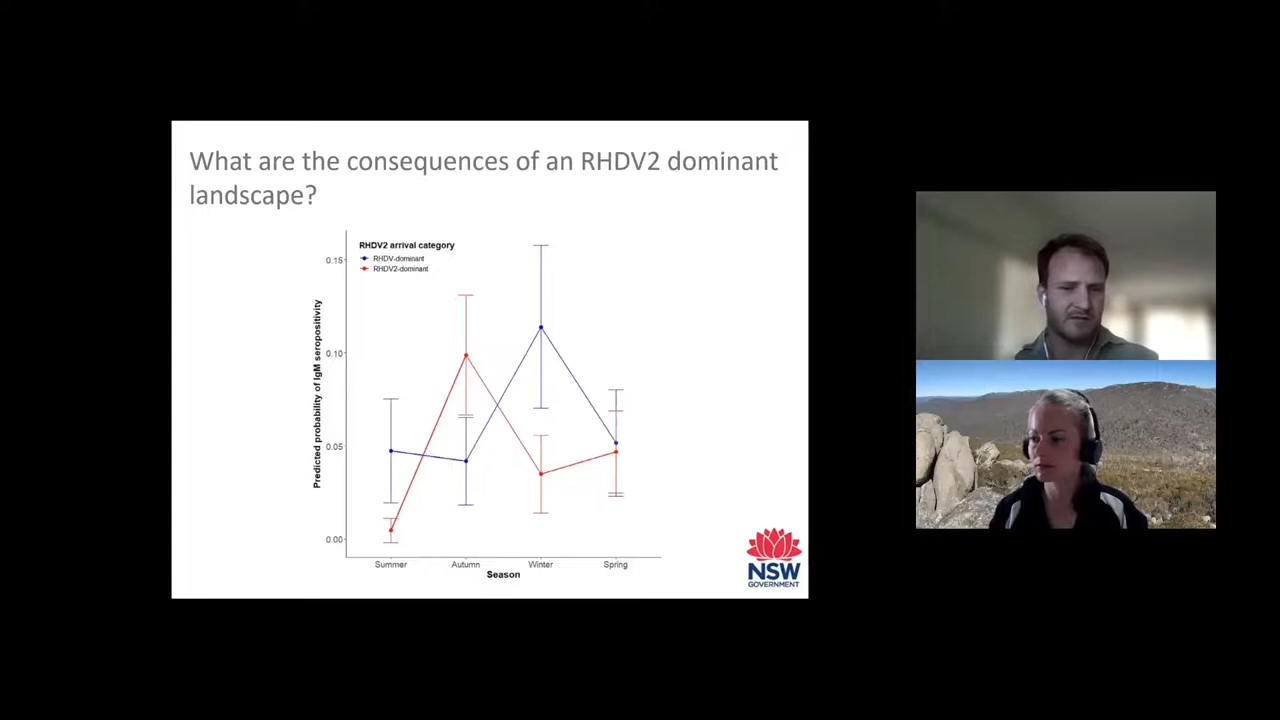 What are the consequences of an RHDV2 dominant
landscape?
RHDV2 arrival category
RHDV-dominant
RHDV2-dominant
Predicted probability of IgM seropositivity
0.15
0.10
0.05
0.00
Summer
Autumn
Winter
Spring
Season
NSW
GOVERNMENT